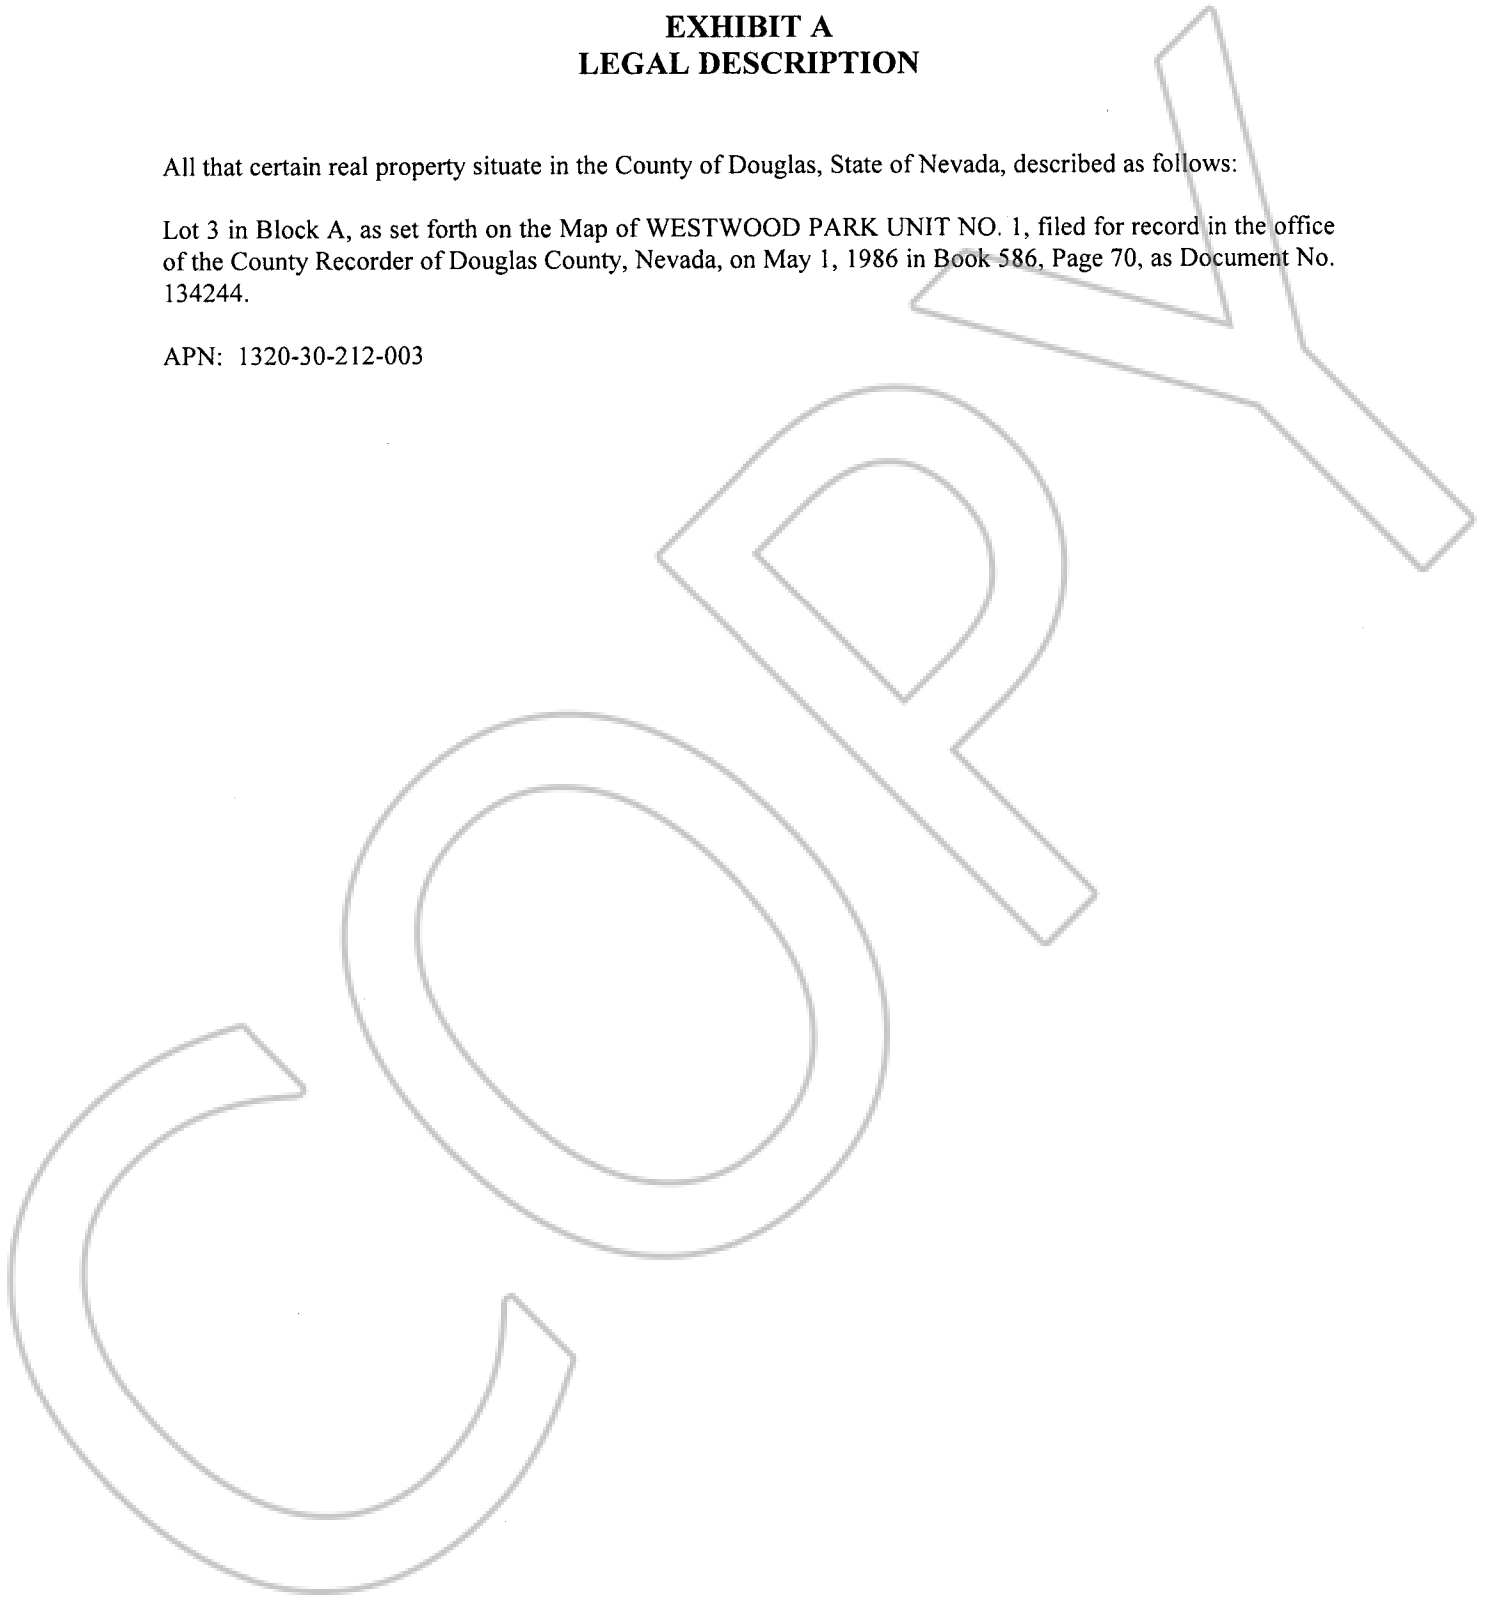 EXHIBIT A
LEGAL DESCRIPTION
All that certain real property situate in the County of Douglas, State of Nevada, described as follows:
Lot 3 in Block A, as set forth on the Map of WESTWOOD PARK UNIT NO. 1, filed for record in the office
of the County Recorder of Douglas County, Nevada, on May 1, 1986 in Book 586, Page 70, as Document No.
134244.
APN: 1320-30-212-003
COPY